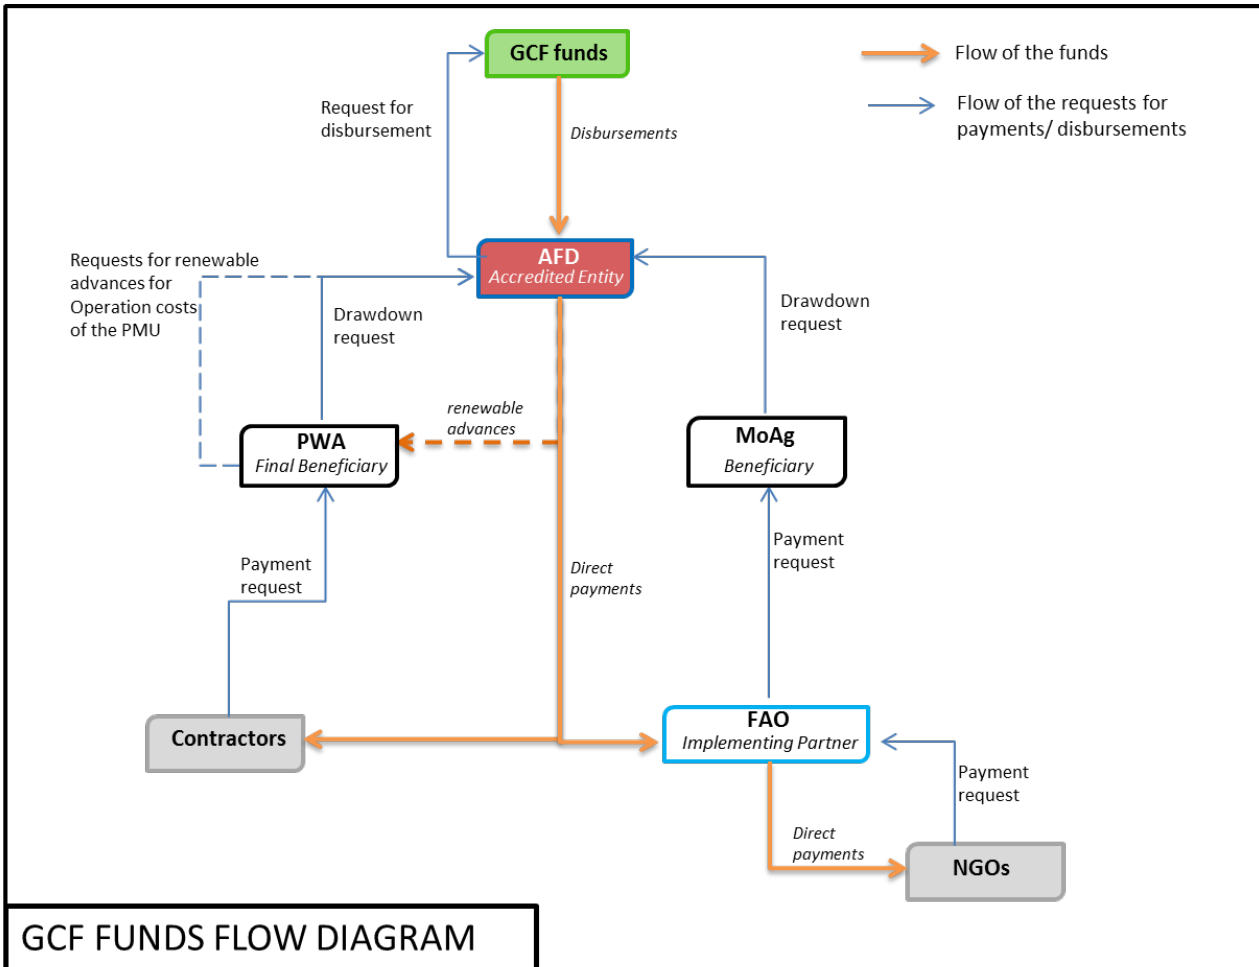 GCF funds
Flow of the funds
Flow of the requests for
payments/ disbursements
Request for
disbursement
Disbursements
AFD
Accredited Entity
Requests for renewable
advances for
Operation costs
of the PMU
Drawdown
request
Drawdown
request
renewable
advances
PWA
Final Beneficiary
MoAg
Beneficiary
Payment
request
Direct
payments
Payment
request
Contractors
FAO
Implementing Partner
Payment
request
Direct
payments
NGOs
GCF FUNDS FLOW DIAGRAM